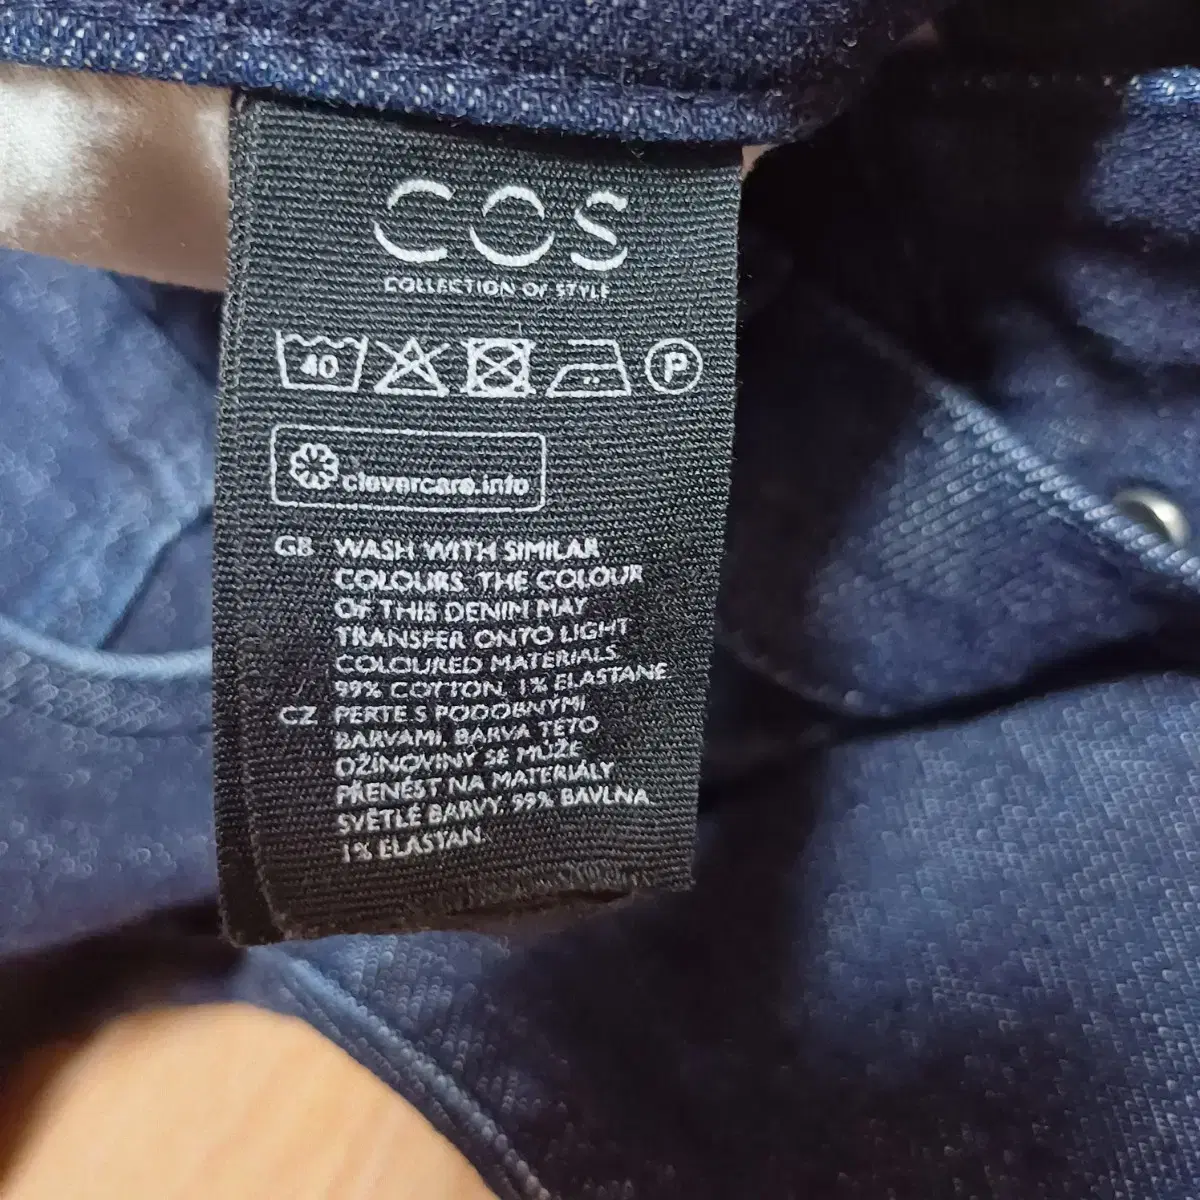 COS
COLLECTION OF STYLE
40 P
clevercare.info
GB WASH WITH SIMILAR
COLOURS. THE COLOUR
OF THIS DENIM MAY
TRANSFER ONTO LIGHT
COLOURED MATERIALS
99% COTTON, 1% ELASTANE
CZ PERTE S PODOBNÝMI
BARVAMI, BARVA TÉTO
DŽÍNOVINY SE MŮŽE
PŘENÉST NA MATERIÁLY
SVĚTLÉ BARVY. 99% BAVLNA
1% ELASTAN